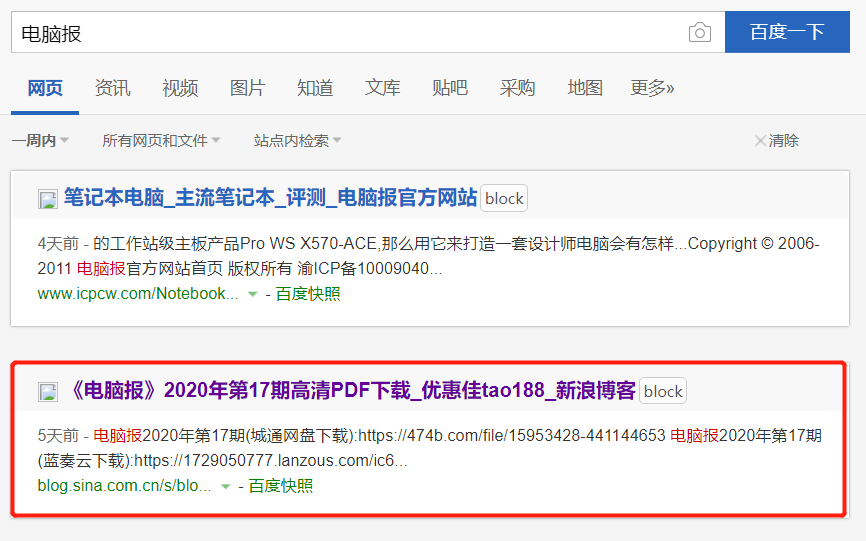 电脑报 百度一下
网页 资讯 视频 图片 知道 文库 贴吧 采购 地图 更多»
一周内 所有网页和文件 站点内检索 清除
笔记本电脑_主流笔记本_评测_电脑报官方网站 block
4天前 - 的工作站级主板产品Pro WS X570-ACE,那么用它来打造一套设计师电脑会有怎样...Copyright © 2006-
2011 电脑报官方网站首页 版权所有 渝ICP备10009040...
www.icpcw.com/Notebook... - 百度快照
《电脑报》2020年第17期高清PDF下载_优惠佳tao188_新浪博客 block
5天前 - 电脑报2020年第17期(城通网盘下载):https://474b.com/file/15953428-441144653 电脑报2020年第17期
(蓝奏云下载):https://1729050777.lanzous.com/ic6...
blog.sina.com.cn/s/blo... - 百度快照